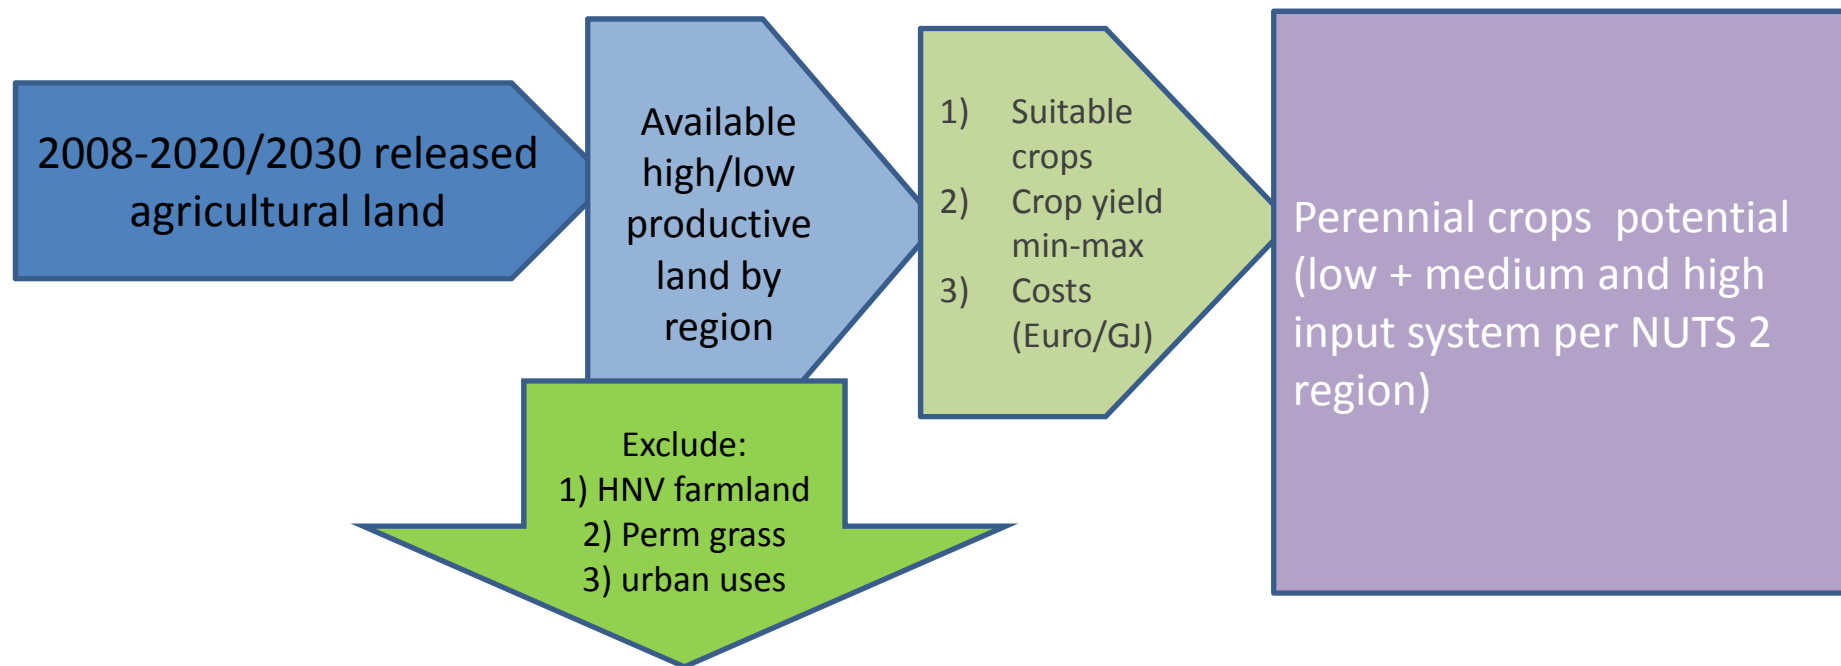 2008-2020/2030 released
agricultural land
Available
high/low
productive
land by
region
Exclude:
1) HNV farmland
2) Perm grass
3) urban uses
1) Suitable
crops
2) Crop yield
min-max
3) Costs
(Euro/GJ)
Perennial crops potential
(low + medium and high
input system per NUTS 2
region)